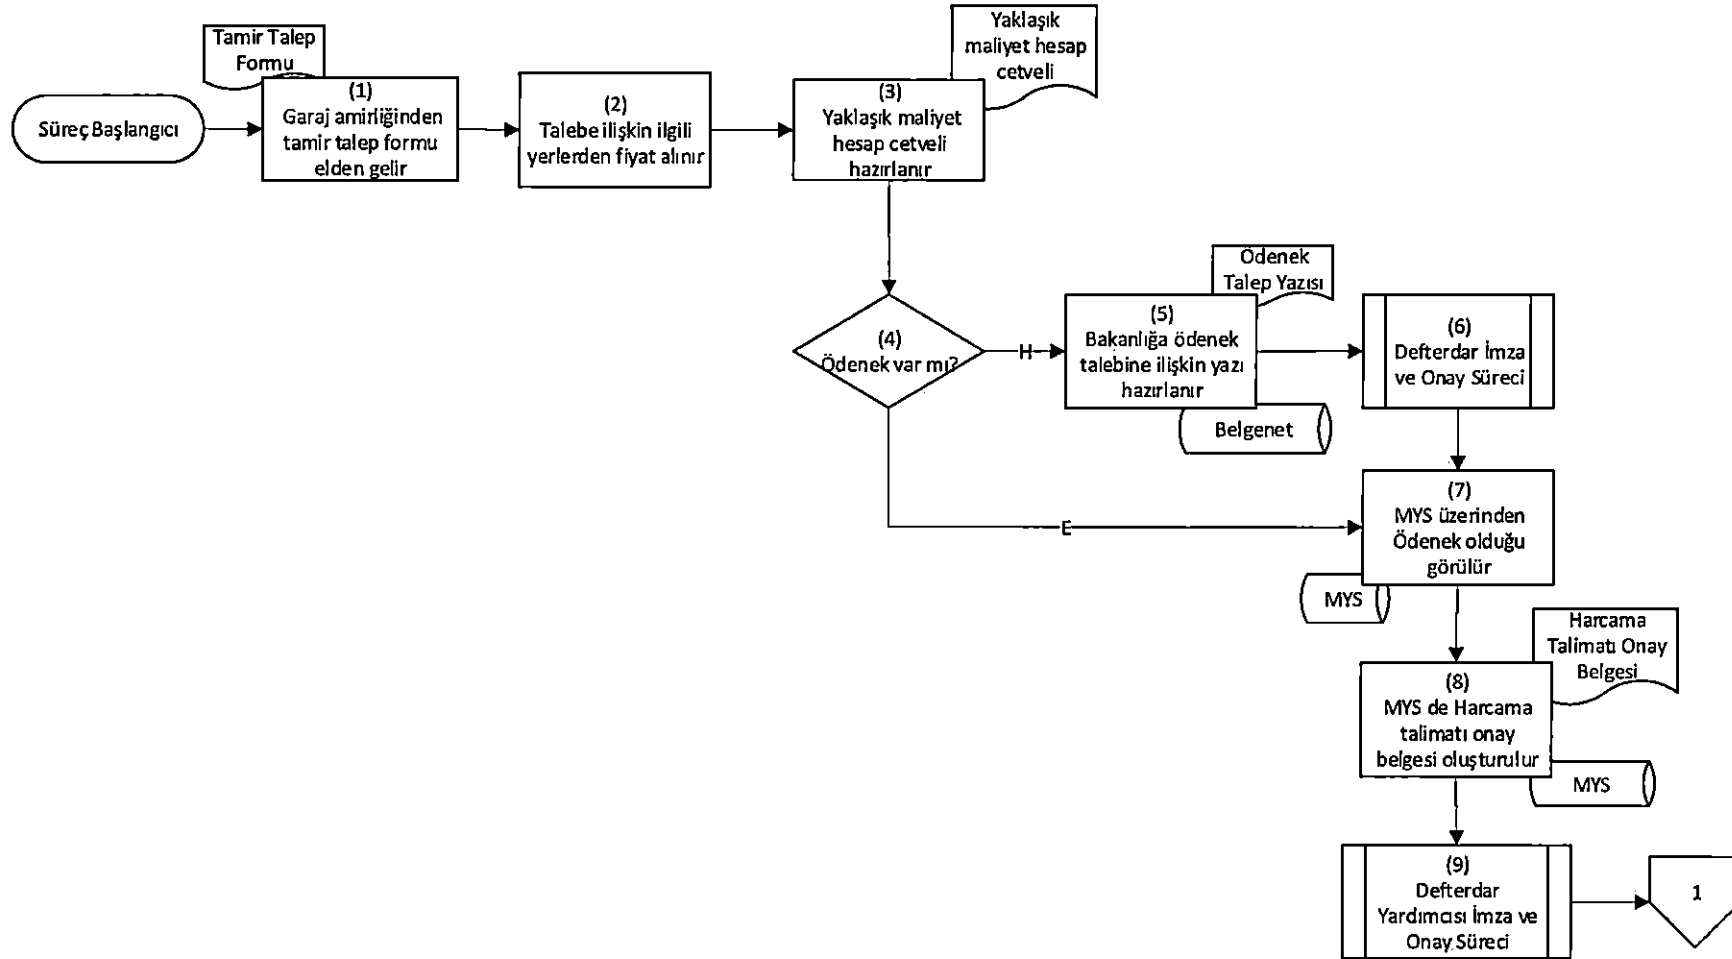 Tamir Talep
Formu
Süreç Başlangıcı
(1)
Garaj amirliğinden
tamir talep formu
elden gelir
(2)
Talebe ilişkin ilgili
yerlerden fiyat alınır
Yaklaşık
maliyet hesap
cetveli
(3)
Yaklaşık maliyet
hesap cetveli
hazırlanır
(4)
Ödenek var mı?
H
E
Ödenek
Talep Yazısı
(5)
Bakanlığa ödenek
talebine ilişkin yazı
hazırlanır
Belgenet
(6)
Defterdar İmza
ve Onay Süreci
(7)
MYS üzerinden
Ödenek olduğu
görülür
MYS
Harcama
Talimatı Onay
Belgesi
(8)
MYS de Harcama
talimatı onay
belgesi oluşturulur
MYS
(9)
Defterdar
Yardımcısı İmza ve
Onay Süreci
1